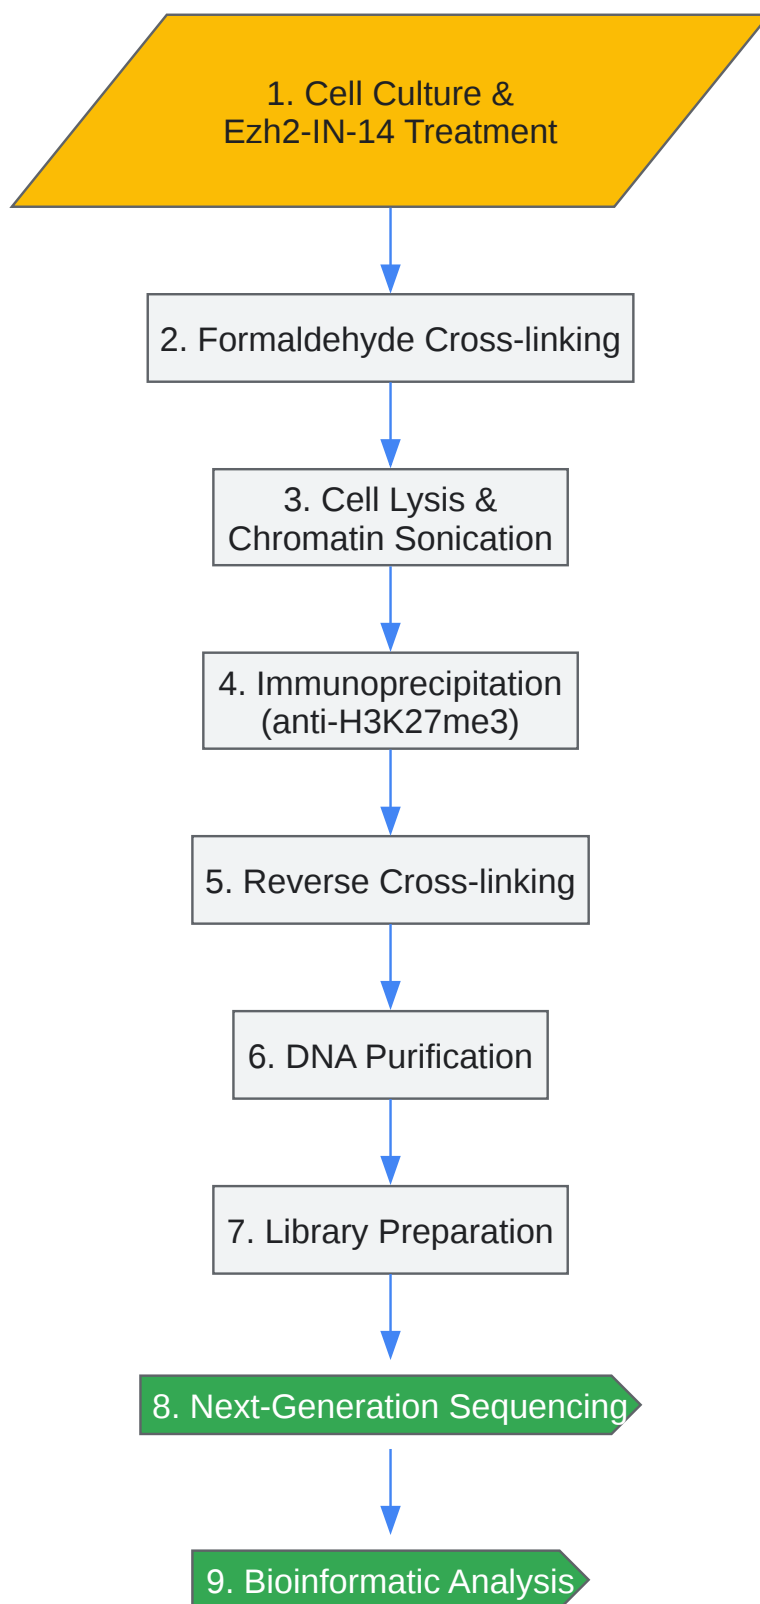 1. Cell Culture &
Ezh2-IN-14 Treatment
2. Formaldehyde Cross-linking
3. Cell Lysis &
Chromatin Sonication
4. Immunoprecipitation
(anti-H3K27me3)
5. Reverse Cross-linking
6. DNA Purification
7. Library Preparation
8. Next-Generation Sequencing
9. Bioinformatic Analysis